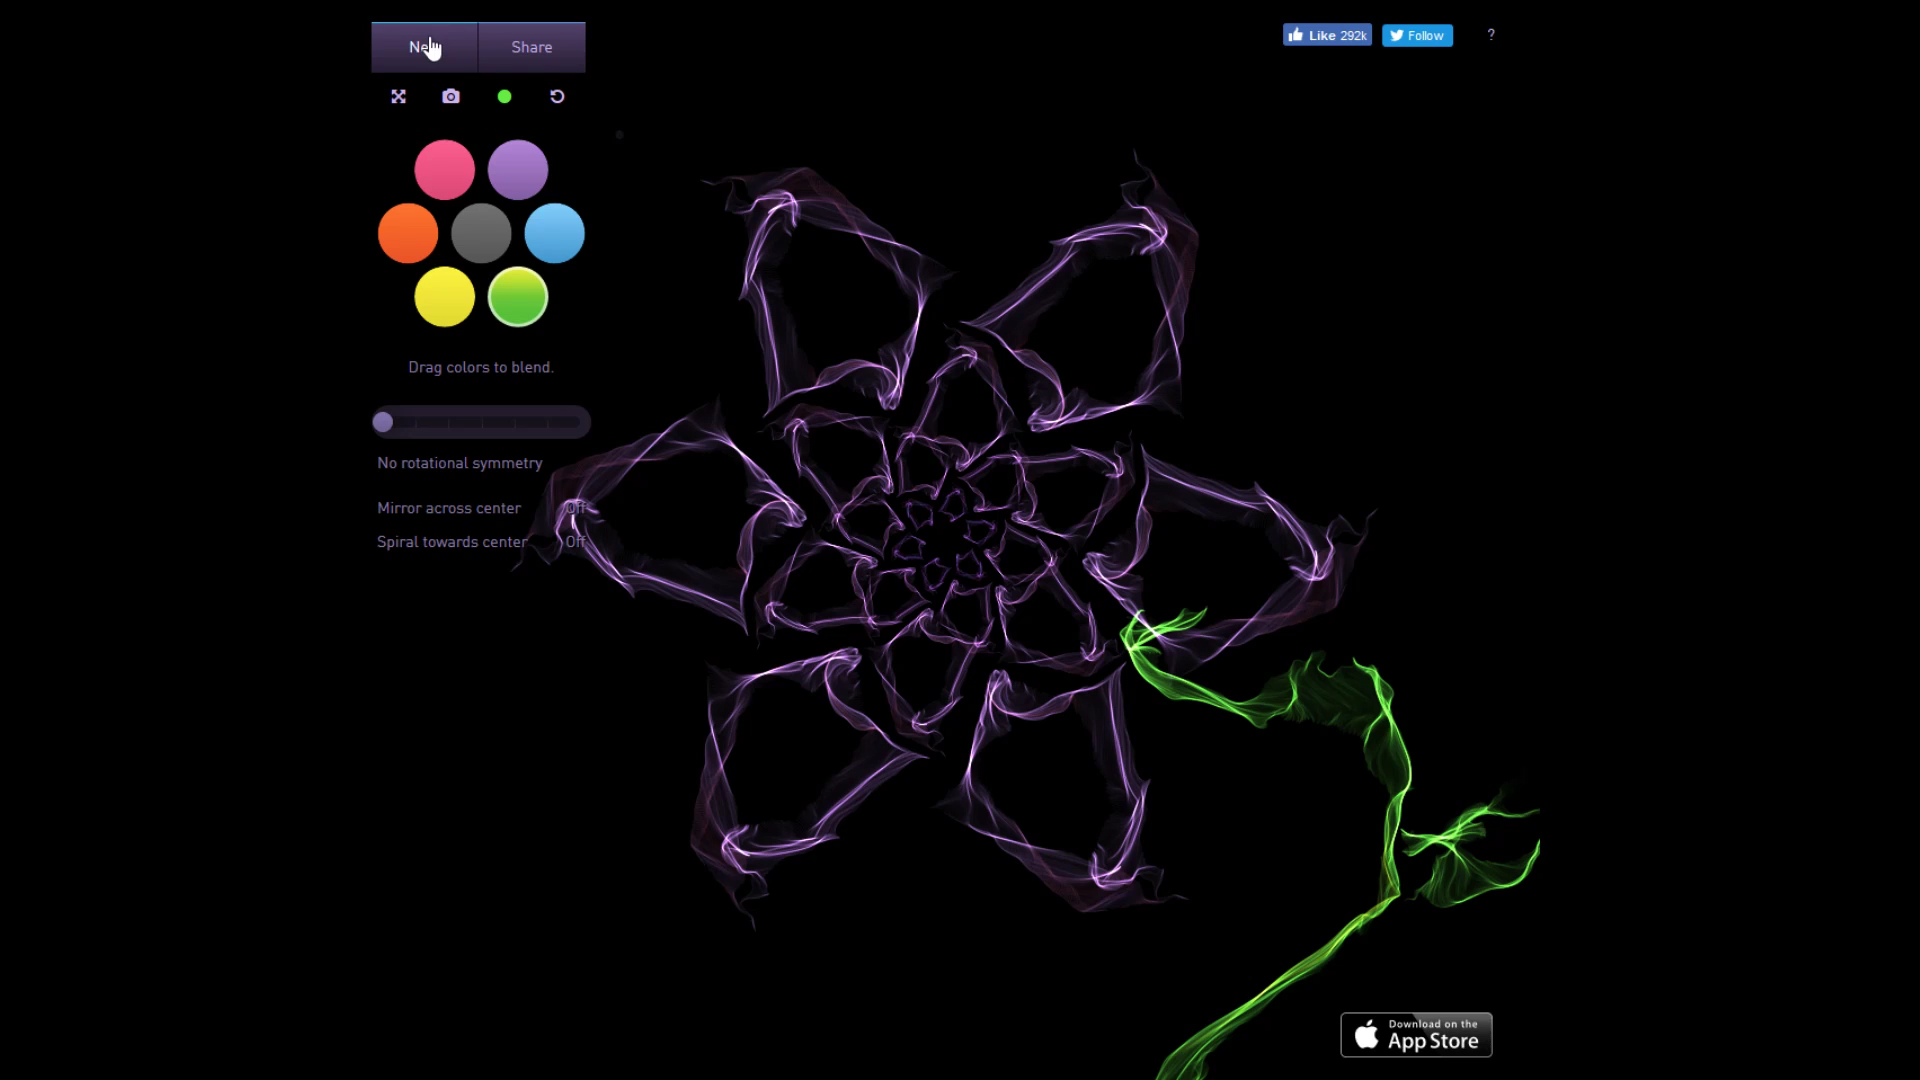 Share
Like 292k
Follow
?
Drag colors to blend.
No rotational symmetry
Mirror across center Off
Spiral towards center Off
Download on the
App Store